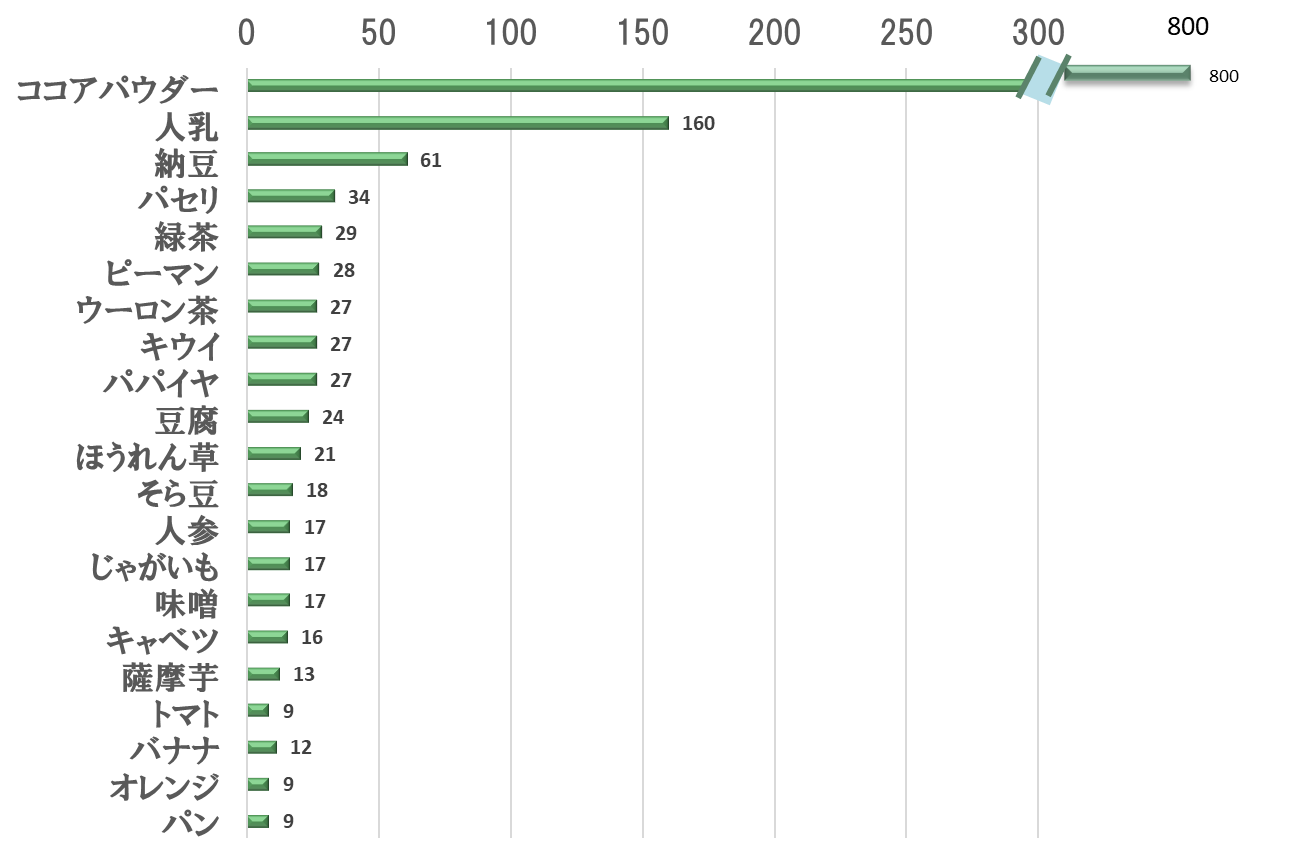 0 50 100 150 200 250 300 800
ココアパウダー 800
人乳 160
納豆 61
パセリ 34
緑茶 29
ピーマン 28
ウーロン茶 27
キウイ 27
パパイヤ 27
豆腐 24
ほうれん草 21
そら豆 18
人参 17
じゃがいも 17
味噌 17
キャベツ 16
薩摩芋 13
トマト 9
バナナ 12
オレンジ 9
パン 9